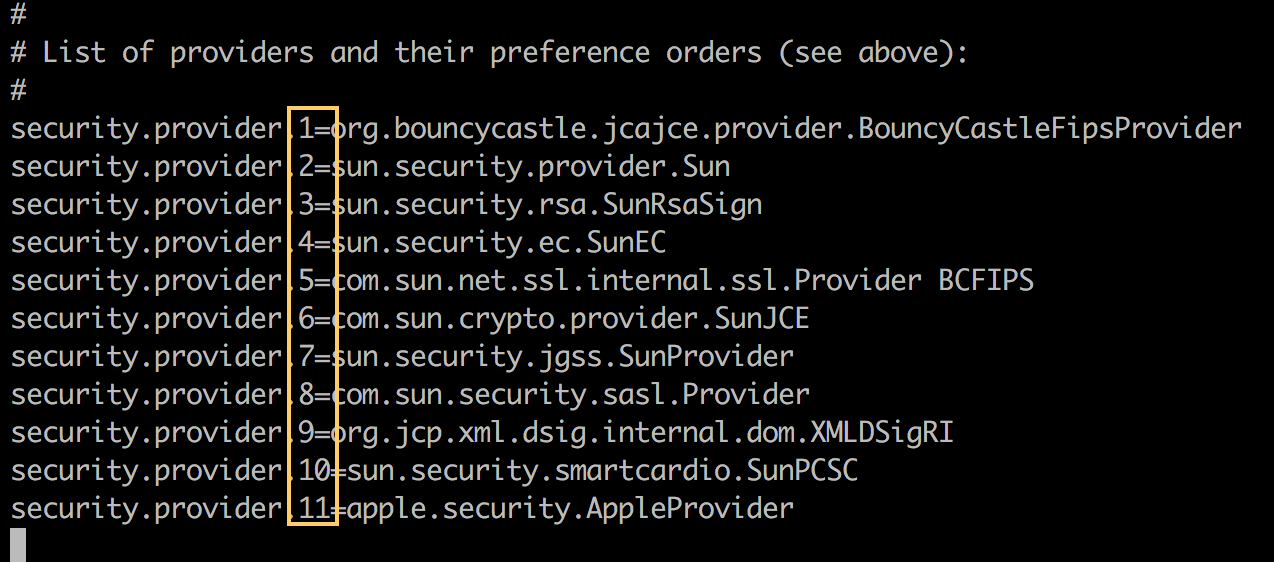 #
# List of providers and their preference orders (see above):
#
security.provider.1=org.bouncycastle.jcajce.provider.BouncyCastleFipsProvider
security.provider.2=sun.security.provider.Sun
security.provider.3=sun.security.rsa.SunRsaSign
security.provider.4=sun.security.ec.SunEC
security.provider.5=com.sun.net.ssl.internal.ssl.Provider BCFIPS
security.provider.6=com.sun.crypto.provider.SunJCE
security.provider.7=sun.security.jgss.SunProvider
security.provider.8=com.sun.security.sasl.Provider
security.provider.9=org.jcp.xml.dsig.internal.dom.XMLDSigRI
security.provider.10=sun.security.smartcardio.SunPCSC
security.provider.11=apple.security.AppleProvider